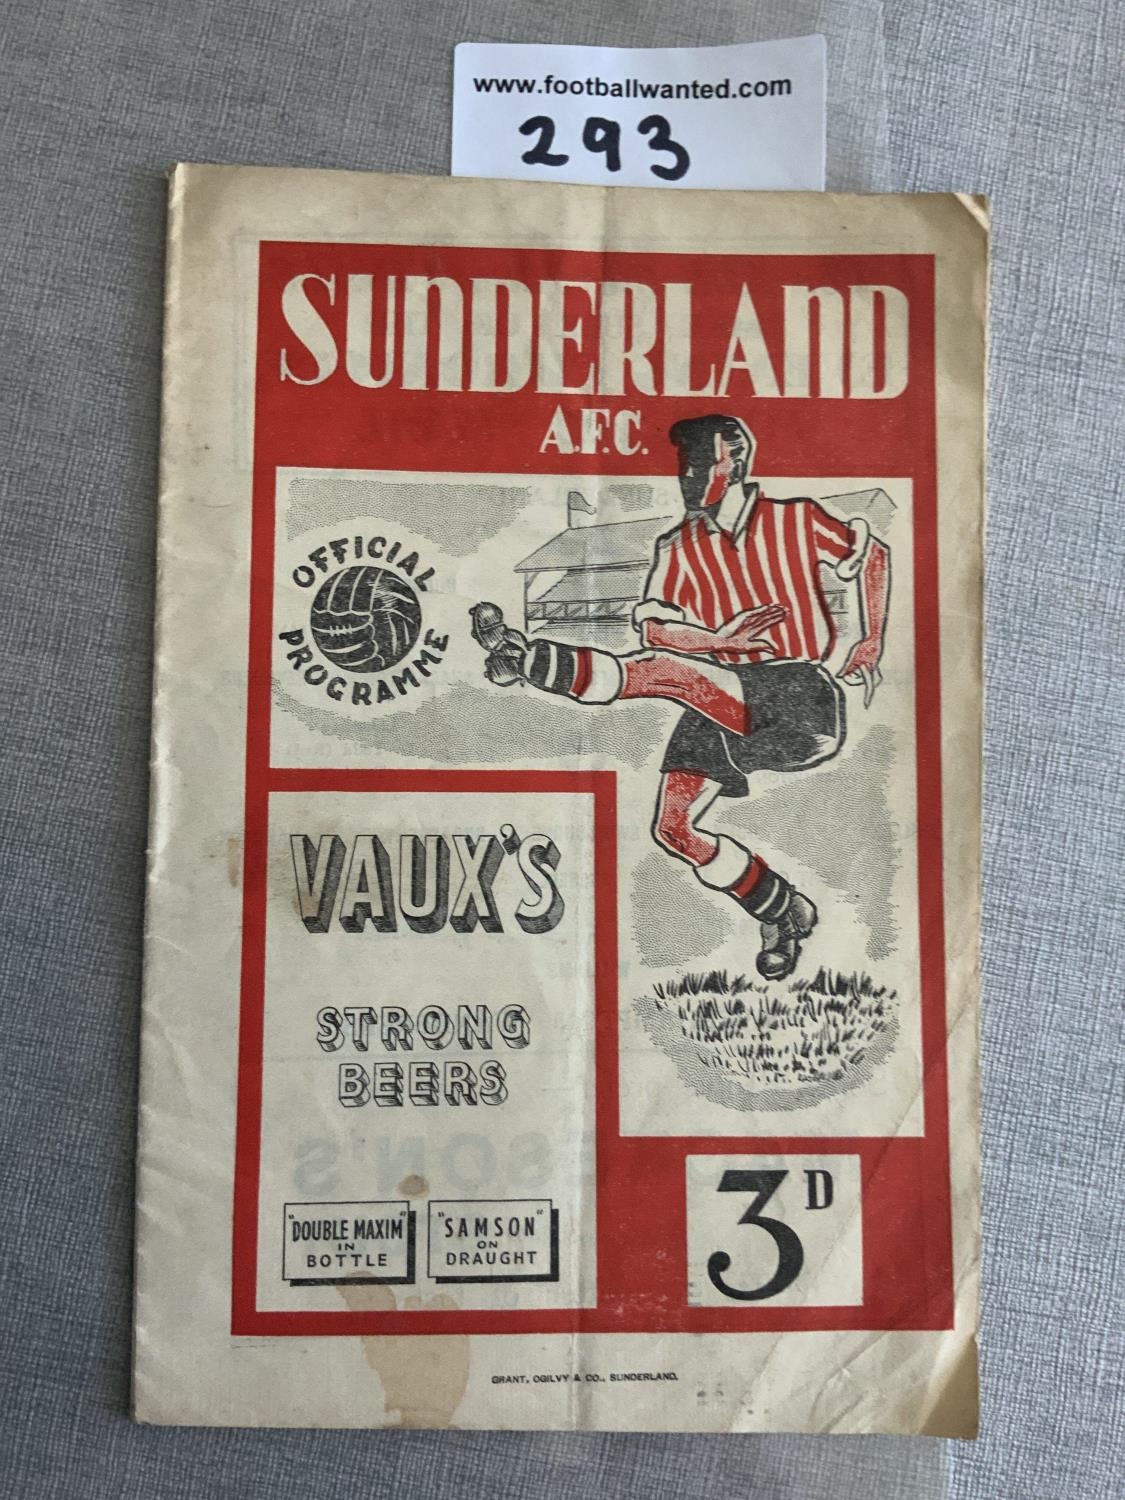 www.footballwanted.com
293
SUNDERLAND
A.F.C.
OFFICIAL
PROGRAMME
VAUX'S
STRONG
BEERS
"DOUBLE MAXIM"
IN
BOTTLE
"SAMSON"
ON
DRAUGHT
3D
GRANT, OGILVY & CO., SUNDERLAND.